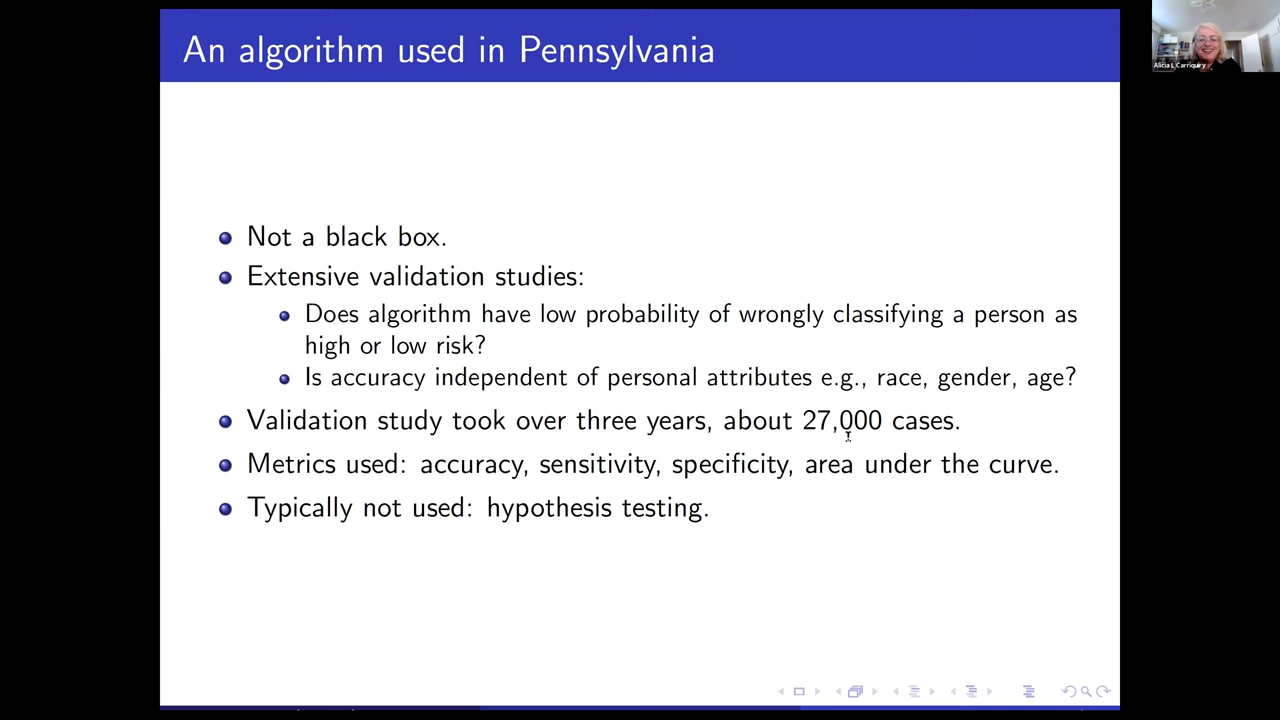 An algorithm used in Pennsylvania
Alicia L Carriquiry
Not a black box.
Extensive validation studies:
Does algorithm have low probability of wrongly classifying a person as
high or low risk?
Is accuracy independent of personal attributes e.g., race, gender, age?
Validation study took over three years, about 27,000 cases.
Metrics used: accuracy, sensitivity, specificity, area under the curve.
Typically not used: hypothesis testing.